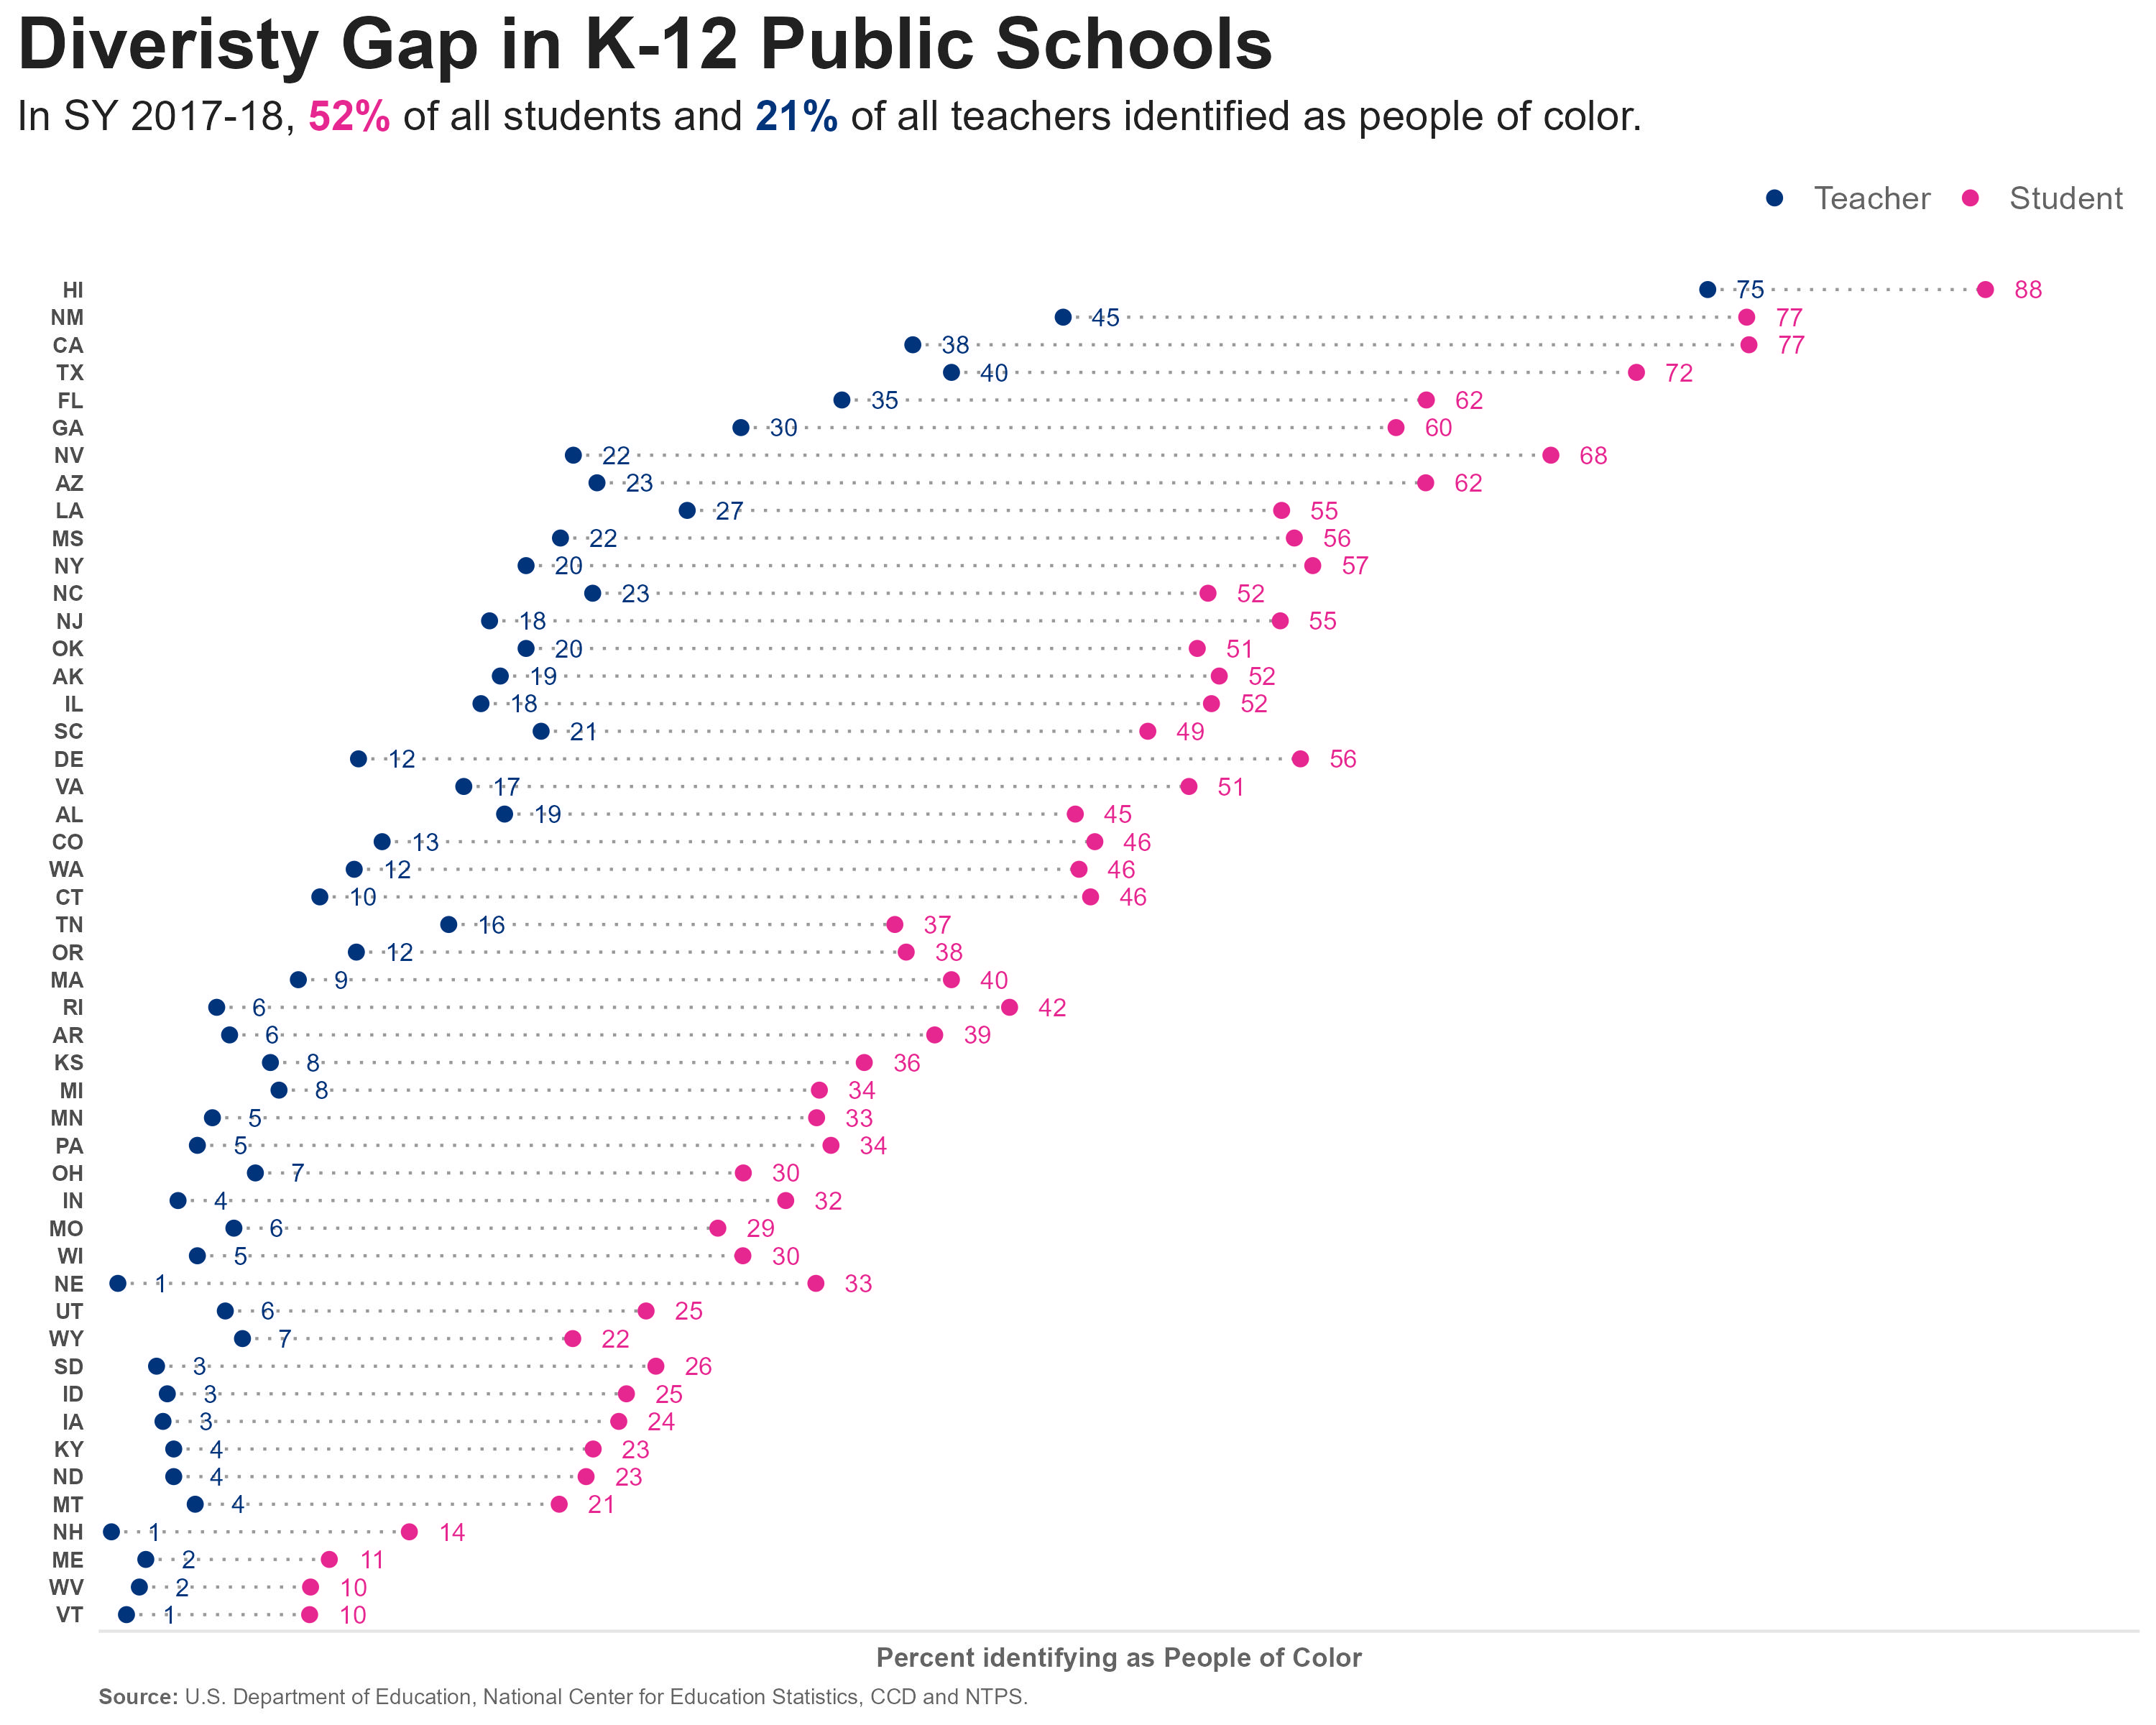 Diveristy Gap in K-12 Public Schools
In SY 2017-18, 52% of all students and 21% of all teachers identified as people of color.
Teacher Student
HI 75 88
NM 45 77
CA 38 77
TX 40 72
FL 35 62
GA 30 60
NV 22 68
AZ 23 62
LA 27 55
MS 22 56
NY 20 57
NC 23 52
NJ 18 55
OK 20 51
AK 19 52
IL 18 52
SC 21 49
DE 12 56
VA 17 51
AL 19 45
CO 13 46
WA 12 46
CT 10 46
TN 16 37
OR 12 38
MA 9 40
RI 6 42
AR 6 39
KS 8 36
MI 8 34
MN 5 33
PA 5 34
OH 7 30
IN 4 32
MO 6 29
WI 5 30
NE 1 33
UT 6 25
WY 7 22
SD 3 26
ID 3 25
IA 3 24
KY 4 23
ND 4 23
MT 4 21
NH 1 14
ME 2 11
WV 2 10
VT 1 10
Percent identifying as People of Color
Source: U.S. Department of Education, National Center for Education Statistics, CCD and NTPS.